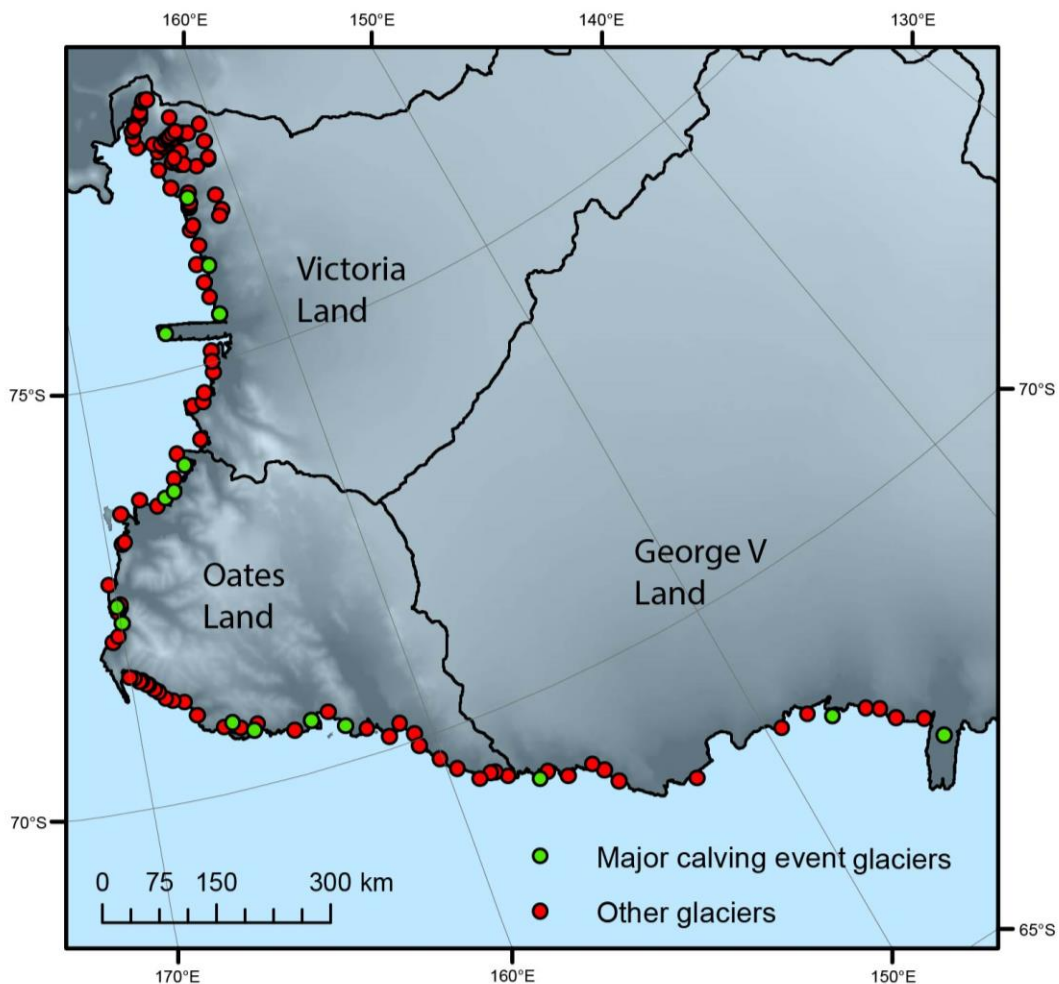 160°E 150°E 140°E 130°E
Victoria
Land
75°S
70°S
George V
Land
Oates
Land
70°S
Major calving event glaciers
0 75 150 300 km
Other glaciers
65°S
170°E 160°E 150°E